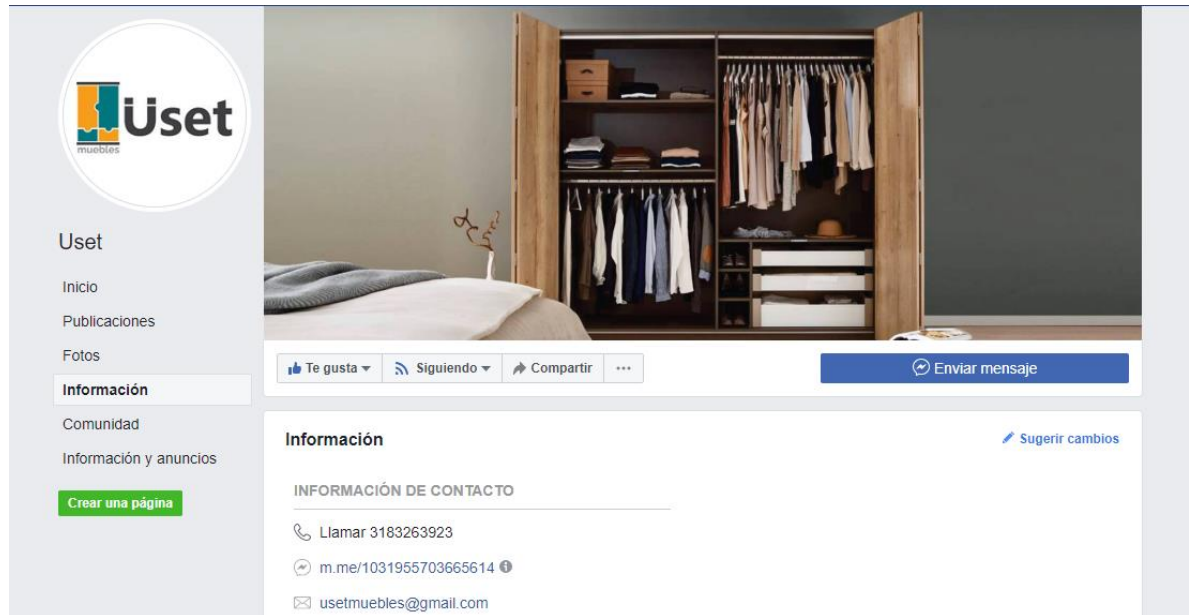 Üset
muebles
Uset
Inicio
Publicaciones
Fotos
Información
Comunidad
Información y anuncios
Crear una página
Te gusta
Siguiendo
Compartir
...
Enviar mensaje
Información
Sugerir cambios
INFORMACIÓN DE CONTACTO
Llamar 3183263923
m.me/1031955703665614
usetmuebles@gmail.com